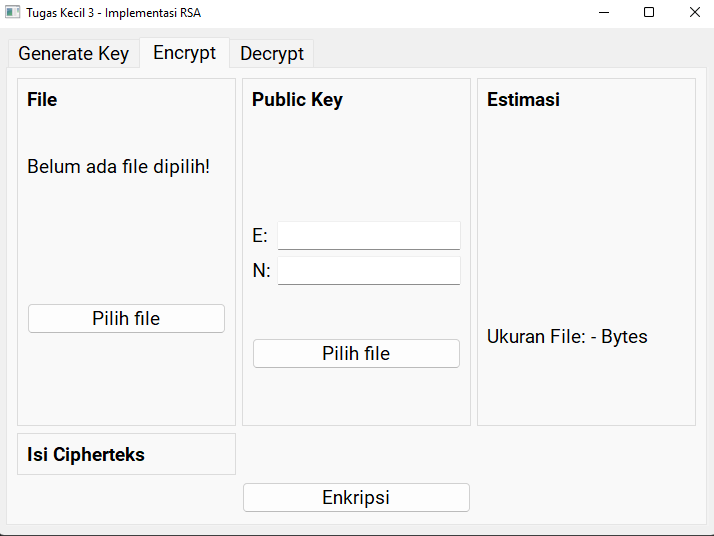 Tugas Kecil 3 - Implementasi RSA
Generate Key
Encrypt
Decrypt
File
Belum ada file dipilih!
Pilih file
Public Key
E:
N:
Pilih file
Estimasi
Ukuran File: - Bytes
Isi Cipherteks
Enkripsi